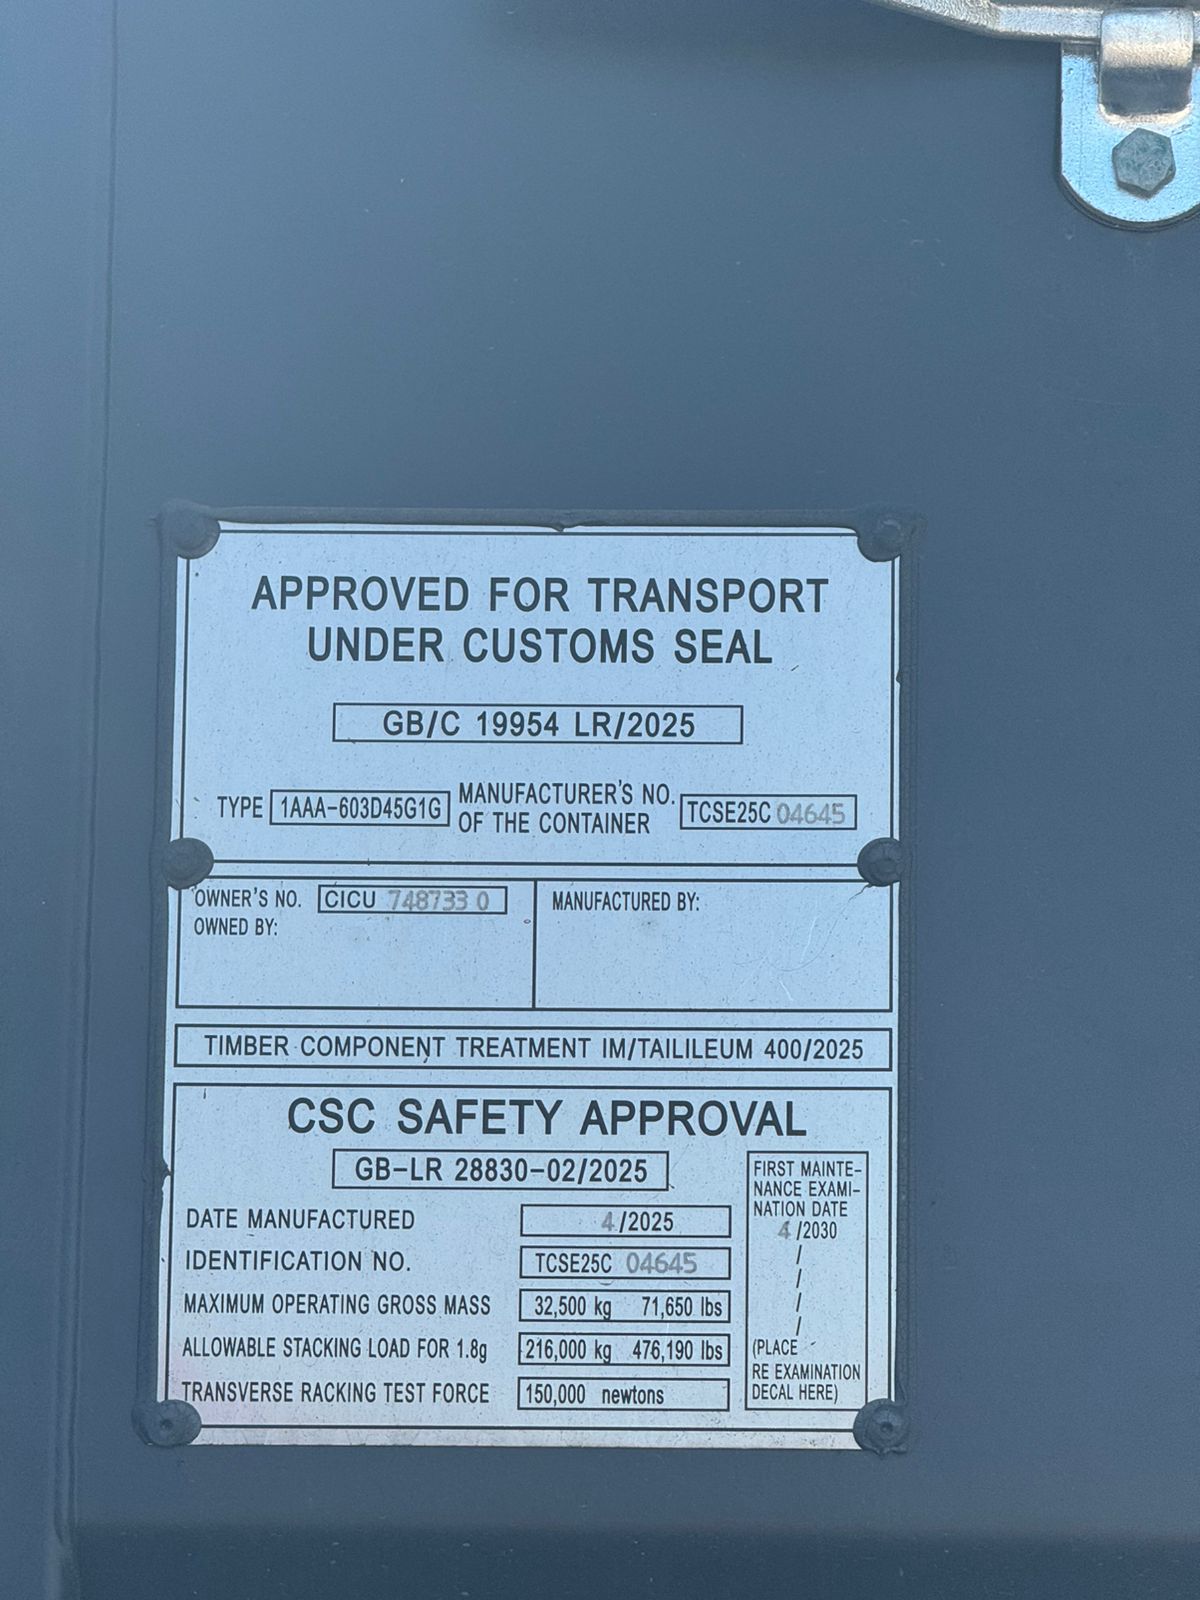 APPROVED FOR TRANSPORT
UNDER CUSTOMS SEAL
GB/C 19954 LR/2025
TYPE 1AAA-603D45G1G MANUFACTURER'S NO. OF THE CONTAINER TCSE25C 04645
OWNER'S NO. CICU 748733 0
OWNED BY:
MANUFACTURED BY:
TIMBER COMPONENT TREATMENT IM/TAILILEUM 400/2025
CSC SAFETY APPROVAL
GB-LR 28830-02/2025
DATE MANUFACTURED 4/2025
IDENTIFICATION NO. TCSE25C 04645
MAXIMUM OPERATING GROSS MASS 32,500 kg 71,650 lbs
ALLOWABLE STACKING LOAD FOR 1.8g 216,000 kg 476,190 lbs
TRANSVERSE RACKING TEST FORCE 150,000 newtons
FIRST MAINTE-
NANCE EXAMI-
NATION DATE
4/2030
/
/
/
/
(PLACE
RE EXAMINATION
DECAL HERE)